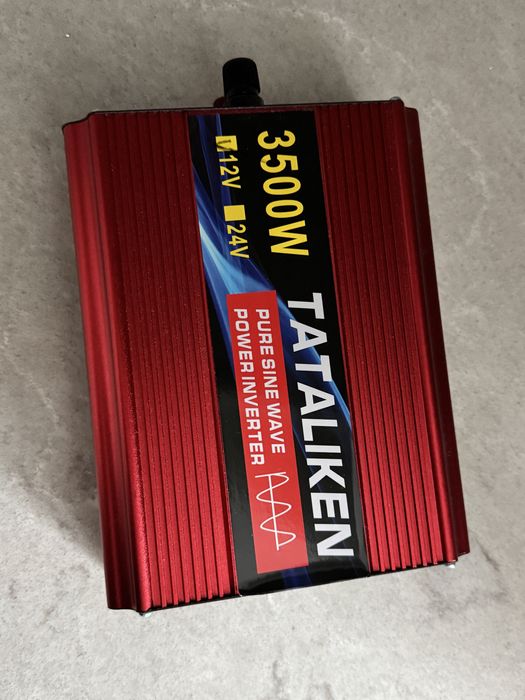 3500W
12V 24V
TATALIKEN
PURE SINE WAVE
POWER INVERTER